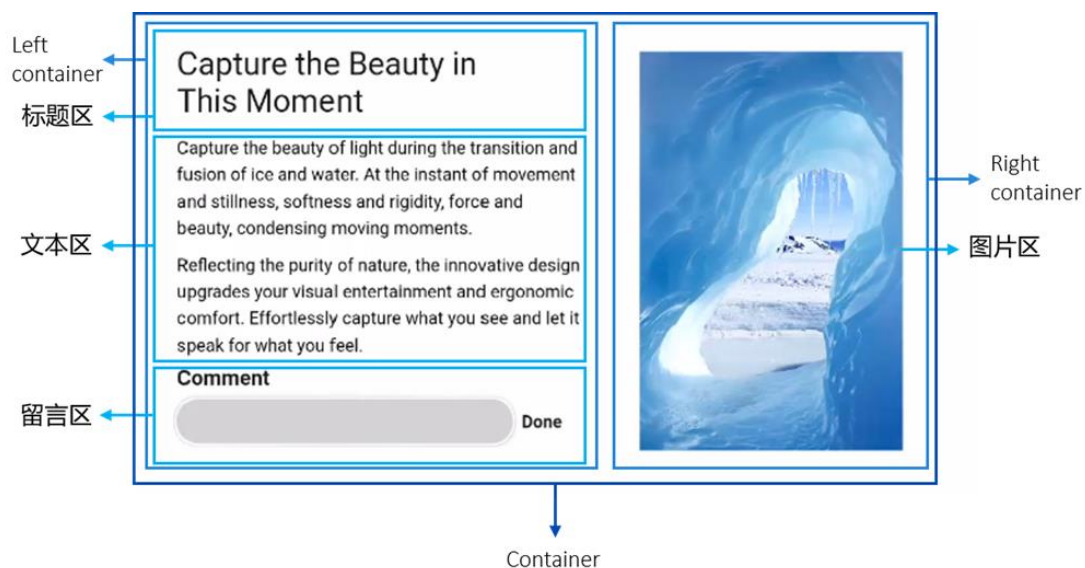 Left
container
标题区
Capture the Beauty in
This Moment
文本区
Capture the beauty of light during the transition and
fusion of ice and water. At the instant of movement
and stillness, softness and rigidity, force and
beauty, condensing moving moments.
Reflecting the purity of nature, the innovative design
upgrades your visual entertainment and ergonomic
comfort. Effortlessly capture what you see and let it
speak for what you feel.
留言区
Comment
Done
Right
container
图片区
Container